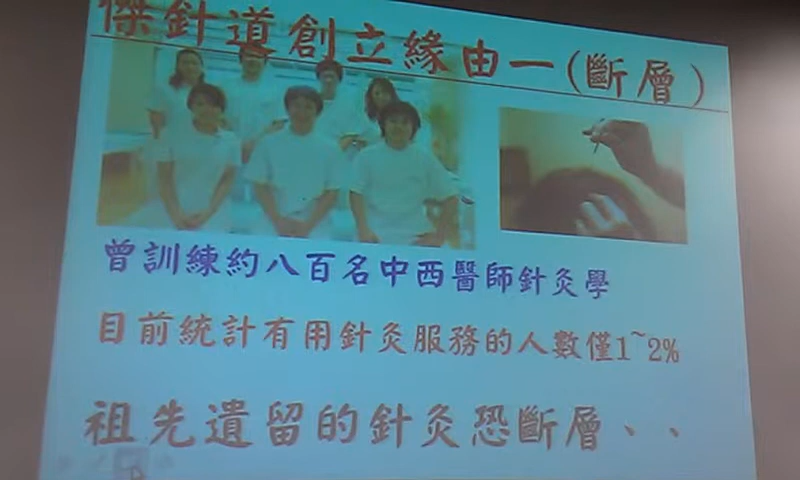 傑針道創立緣由一(斷層)
曾訓練約八百名中西醫師針灸學
目前統計有用針灸服務的人數僅1~2%
祖先遺留的針灸恐斷層、、